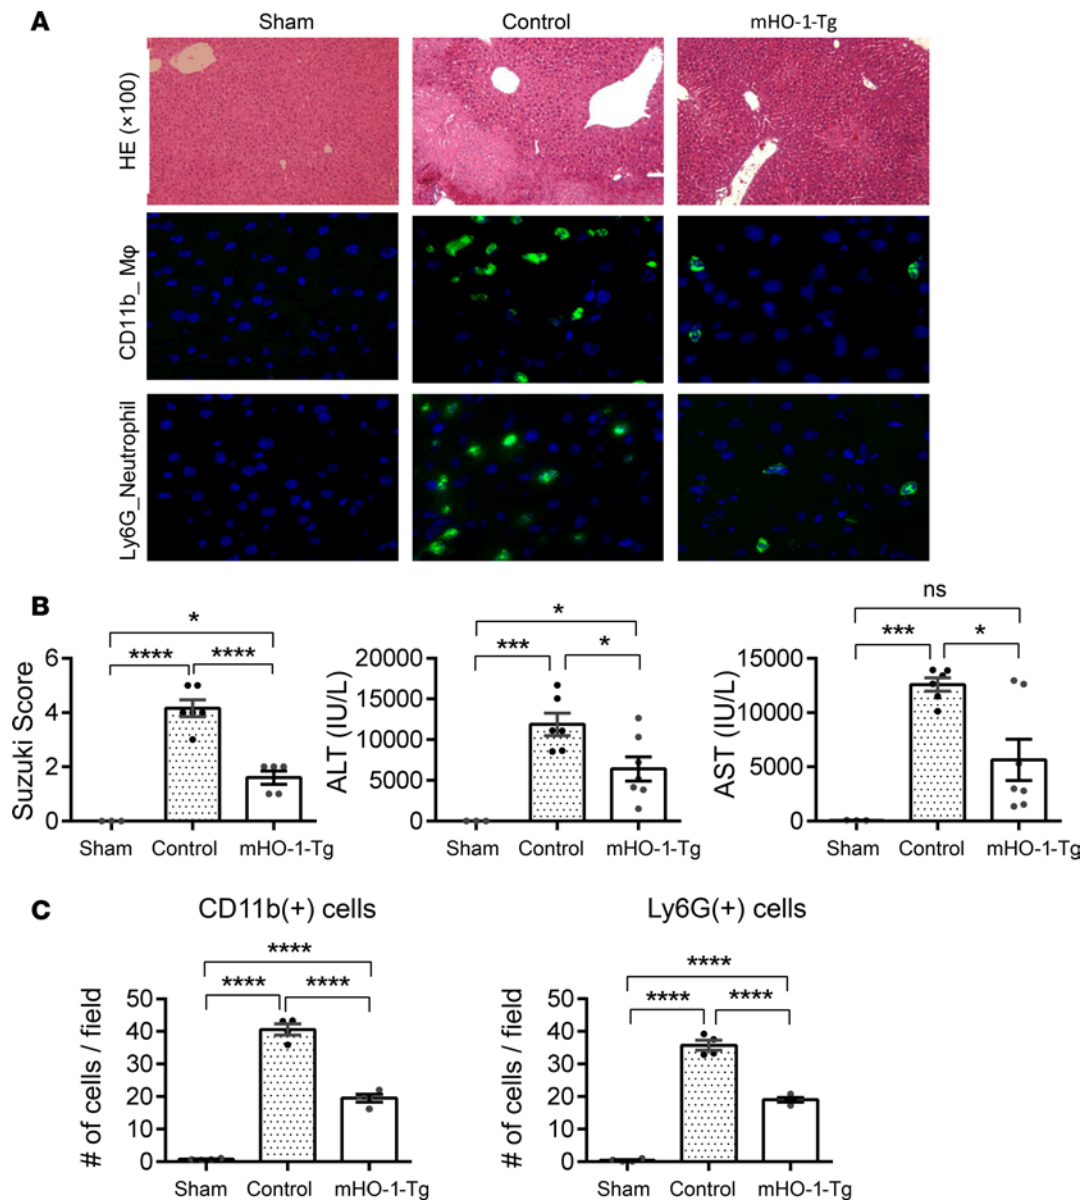 A
Sham Control mHO-1-Tg
HE (×100)
CD11b_ Mφ
Ly6G_Neutrophil
B
*
**** ****
Suzuki Score
6
4
2
0
Sham Control mHO-1-Tg
*
*** *
ALT (IU/L)
20000
15000
10000
5000
0
Sham Control mHO-1-Tg
ns
*** *
AST (IU/L)
15000
10000
5000
0
Sham Control mHO-1-Tg
C
CD11b(+) cells
****
**** ****
# of cells / field
50
40
30
20
10
0
Sham Control mHO-1-Tg
Ly6G(+) cells
****
**** ****
# of cells / field
50
40
30
20
10
0
Sham Control mHO-1-Tg